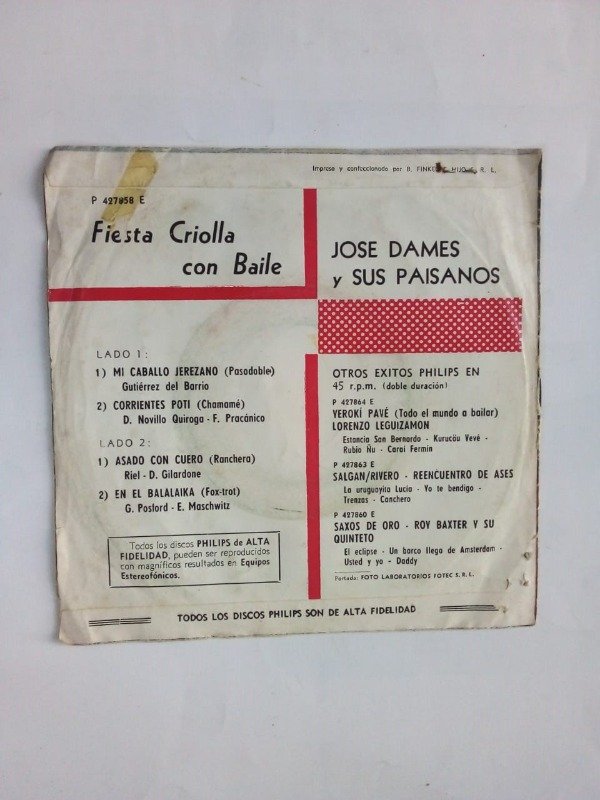 Impreso y confeccionado por B. FINKEL E HIJO S. R. L.
P 427858 E
Fiesta Criolla
con Baile
JOSE DAMES
y SUS PAISANOS
LADO 1:
1) MI CABALLO JEREZANO (Pasodoble)
Gutiérrez del Barrio
2) CORRIENTES POTI (Chamamé)
D. Novillo Quiroga - F. Pracánico
LADO 2:
1) ASADO CON CUERO (Ranchera)
Riel - D. Gilardone
2) EN EL BALALAIKA (Fox-trot)
G. Posford - E. Maschwitz
Todos los discos PHILIPS de ALTA
FIDELIDAD, pueden ser reproducidos
con magníficos resultados en Equipos
Estereofónicos.
OTROS EXITOS PHILIPS EN
45 r.p.m. (doble duración)
P 427864 E
YEROKÍ PAVÉ (Todo el mundo a bailar)
LORENZO LEGUIZAMON
Estancia San Bernardo - Kurucúu Vevé -
Rubio Ñu - Carai Fermín
P 427863 E
SALGAN/RIVERO - REENCUENTRO DE ASES
La uruguayita Lucía - Yo te bendigo -
Trenzas - Canchero
P 427860 E
SAXOS DE ORO - ROY BAXTER Y SU
QUINTETO
El eclipse - Un barco llega de Amsterdam -
Usted y yo - Daddy
Portada: FOTO LABORATORIOS FOTEC S. R. L.
TODOS LOS DISCOS PHILIPS SON DE ALTA FIDELIDAD